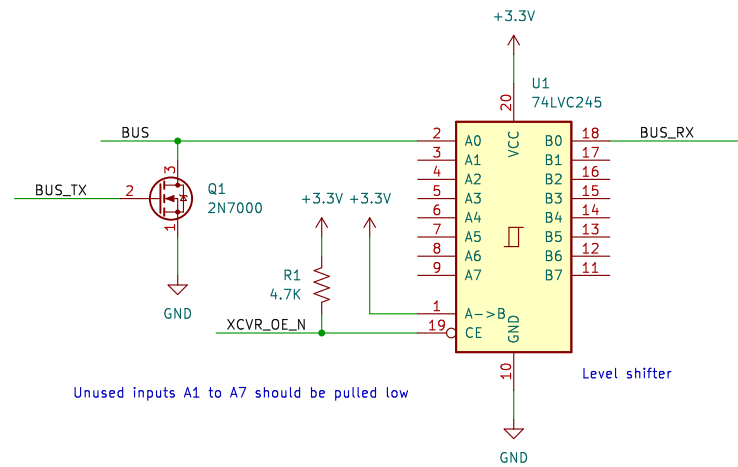 +3.3V
U1
74LVC245
20
VCC
BUS
2 A0 B0 18 BUS_RX
3 A1 B1 17
3
BUS_TX 2
Q1
2N7000
1
4 A2 B2 16
5 A3 B3 15
6 A4 B4 14
7 A5 B5 13
8 A6 B6 12
9 A7 B7 11
+3.3V +3.3V
R1
4.7K
GND
1 A->B
XCVR_OE_N 19 CE
GND
10
Level shifter
Unused inputs A1 to A7 should be pulled low
GND